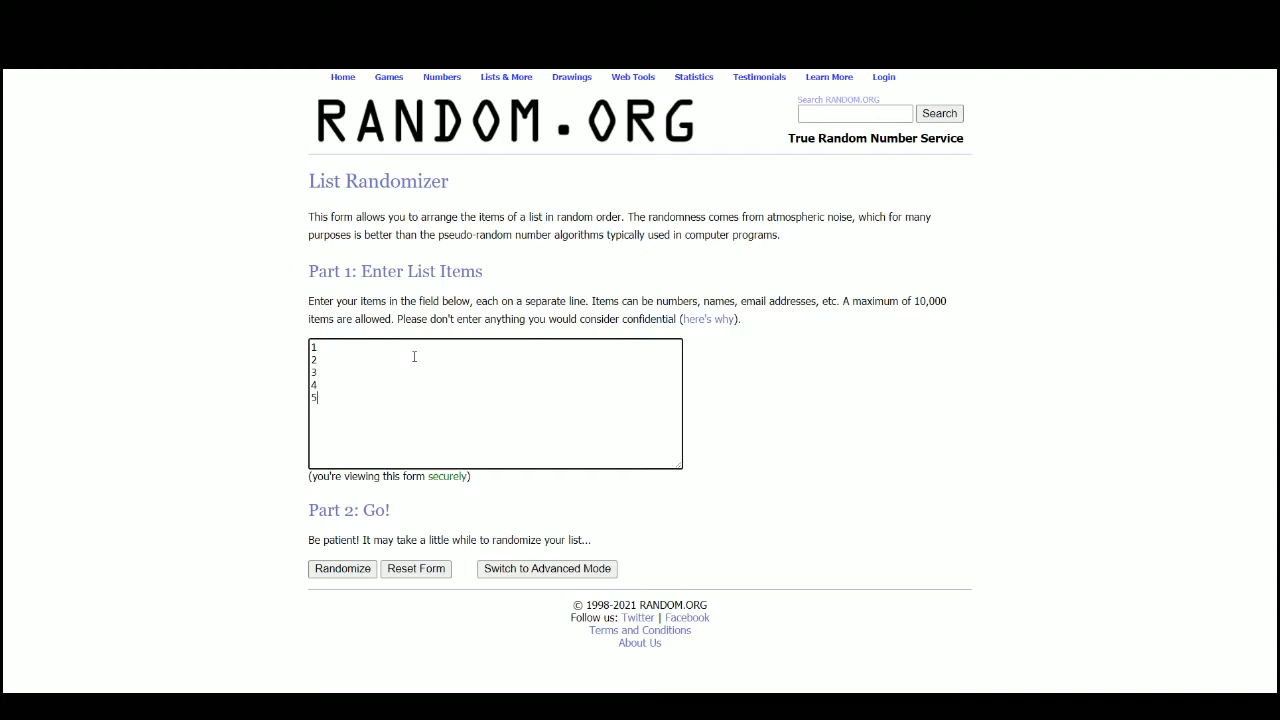 Home Games Numbers Lists & More Drawings Web Tools Statistics Testimonials Learn More Login
RANDOM.ORG
Search RANDOM.ORG
Search
True Random Number Service
List Randomizer
This form allows you to arrange the items of a list in random order. The randomness comes from atmospheric noise, which for many
purposes is better than the pseudo-random number algorithms typically used in computer programs.
Part 1: Enter List Items
Enter your items in the field below, each on a separate line. Items can be numbers, names, email addresses, etc. A maximum of 10,000
items are allowed. Please don't enter anything you would consider confidential (here's why).
1
2
3
4
5
(you're viewing this form securely)
Part 2: Go!
Be patient! It may take a little while to randomize your list...
Randomize Reset Form Switch to Advanced Mode
© 1998-2021 RANDOM.ORG
Follow us: Twitter | Facebook
Terms and Conditions
About Us